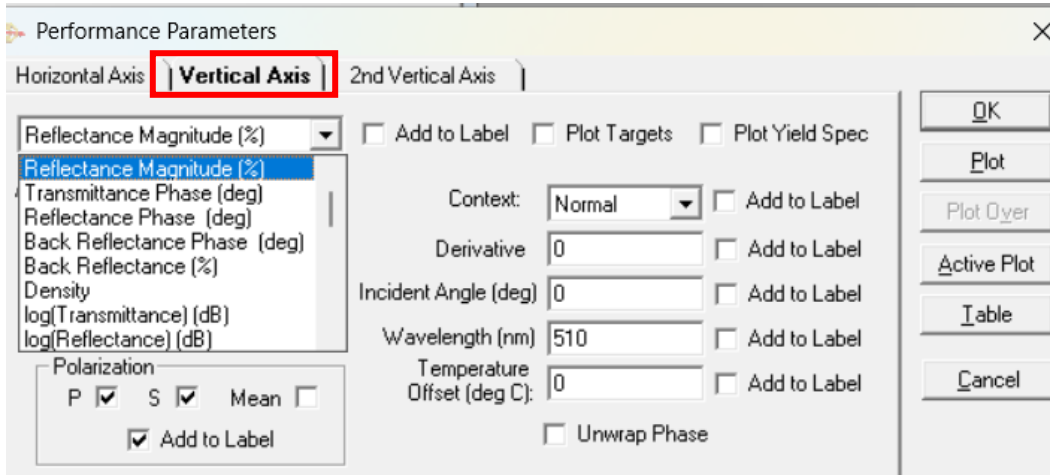 Performance Parameters
Horizontal Axis
Vertical Axis
2nd Vertical Axis
Reflectance Magnitude (%)
Add to Label
Plot Targets
Plot Yield Spec
Reflectance Magnitude (%)
Transmittance Phase (deg)
Reflectance Phase (deg)
Back Reflectance Phase (deg)
Back Reflectance (%)
Density
log(Transmittance) (dB)
log(Reflectance) (dB)
Context:
Normal
Add to Label
Derivative
0
Add to Label
Incident Angle (deg)
0
Add to Label
Wavelength (nm)
510
Add to Label
Temperature
Offset (deg C):
0
Add to Label
Unwrap Phase
Polarization
P
S
Mean
Add to Label
OK
Plot
Plot Over
Active Plot
Table
Cancel